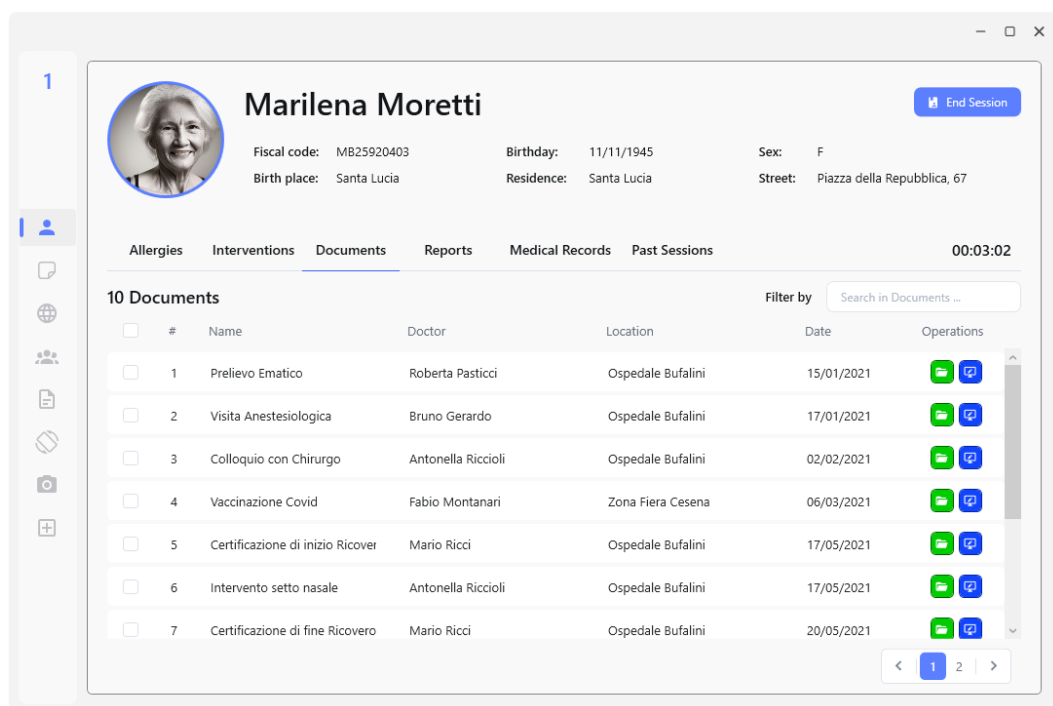 1
Marilena Moretti
End Session
Fiscal code: MB25920403 Birthday: 11/11/1945 Sex: F
Birth place: Santa Lucia Residence: Santa Lucia Street: Piazza della Repubblica, 67
Allergies Interventions Documents Reports Medical Records Past Sessions 00:03:02
10 Documents Filter by Search in Documents ...
# Name Doctor Location Date Operations
1 Prelievo Ematico Roberta Pasticci Ospedale Bufalini 15/01/2021
2 Visita Anestesiologica Bruno Gerardo Ospedale Bufalini 17/01/2021
3 Colloquio con Chirurgo Antonella Riccioli Ospedale Bufalini 02/02/2021
4 Vaccinazione Covid Fabio Montanari Zona Fiera Cesena 06/03/2021
5 Certificazione di inizio Ricover Mario Ricci Ospedale Bufalini 17/05/2021
6 Intervento setto nasale Antonella Riccioli Ospedale Bufalini 17/05/2021
7 Certificazione di fine Ricovero Mario Ricci Ospedale Bufalini 20/05/2021
< 1 2 >